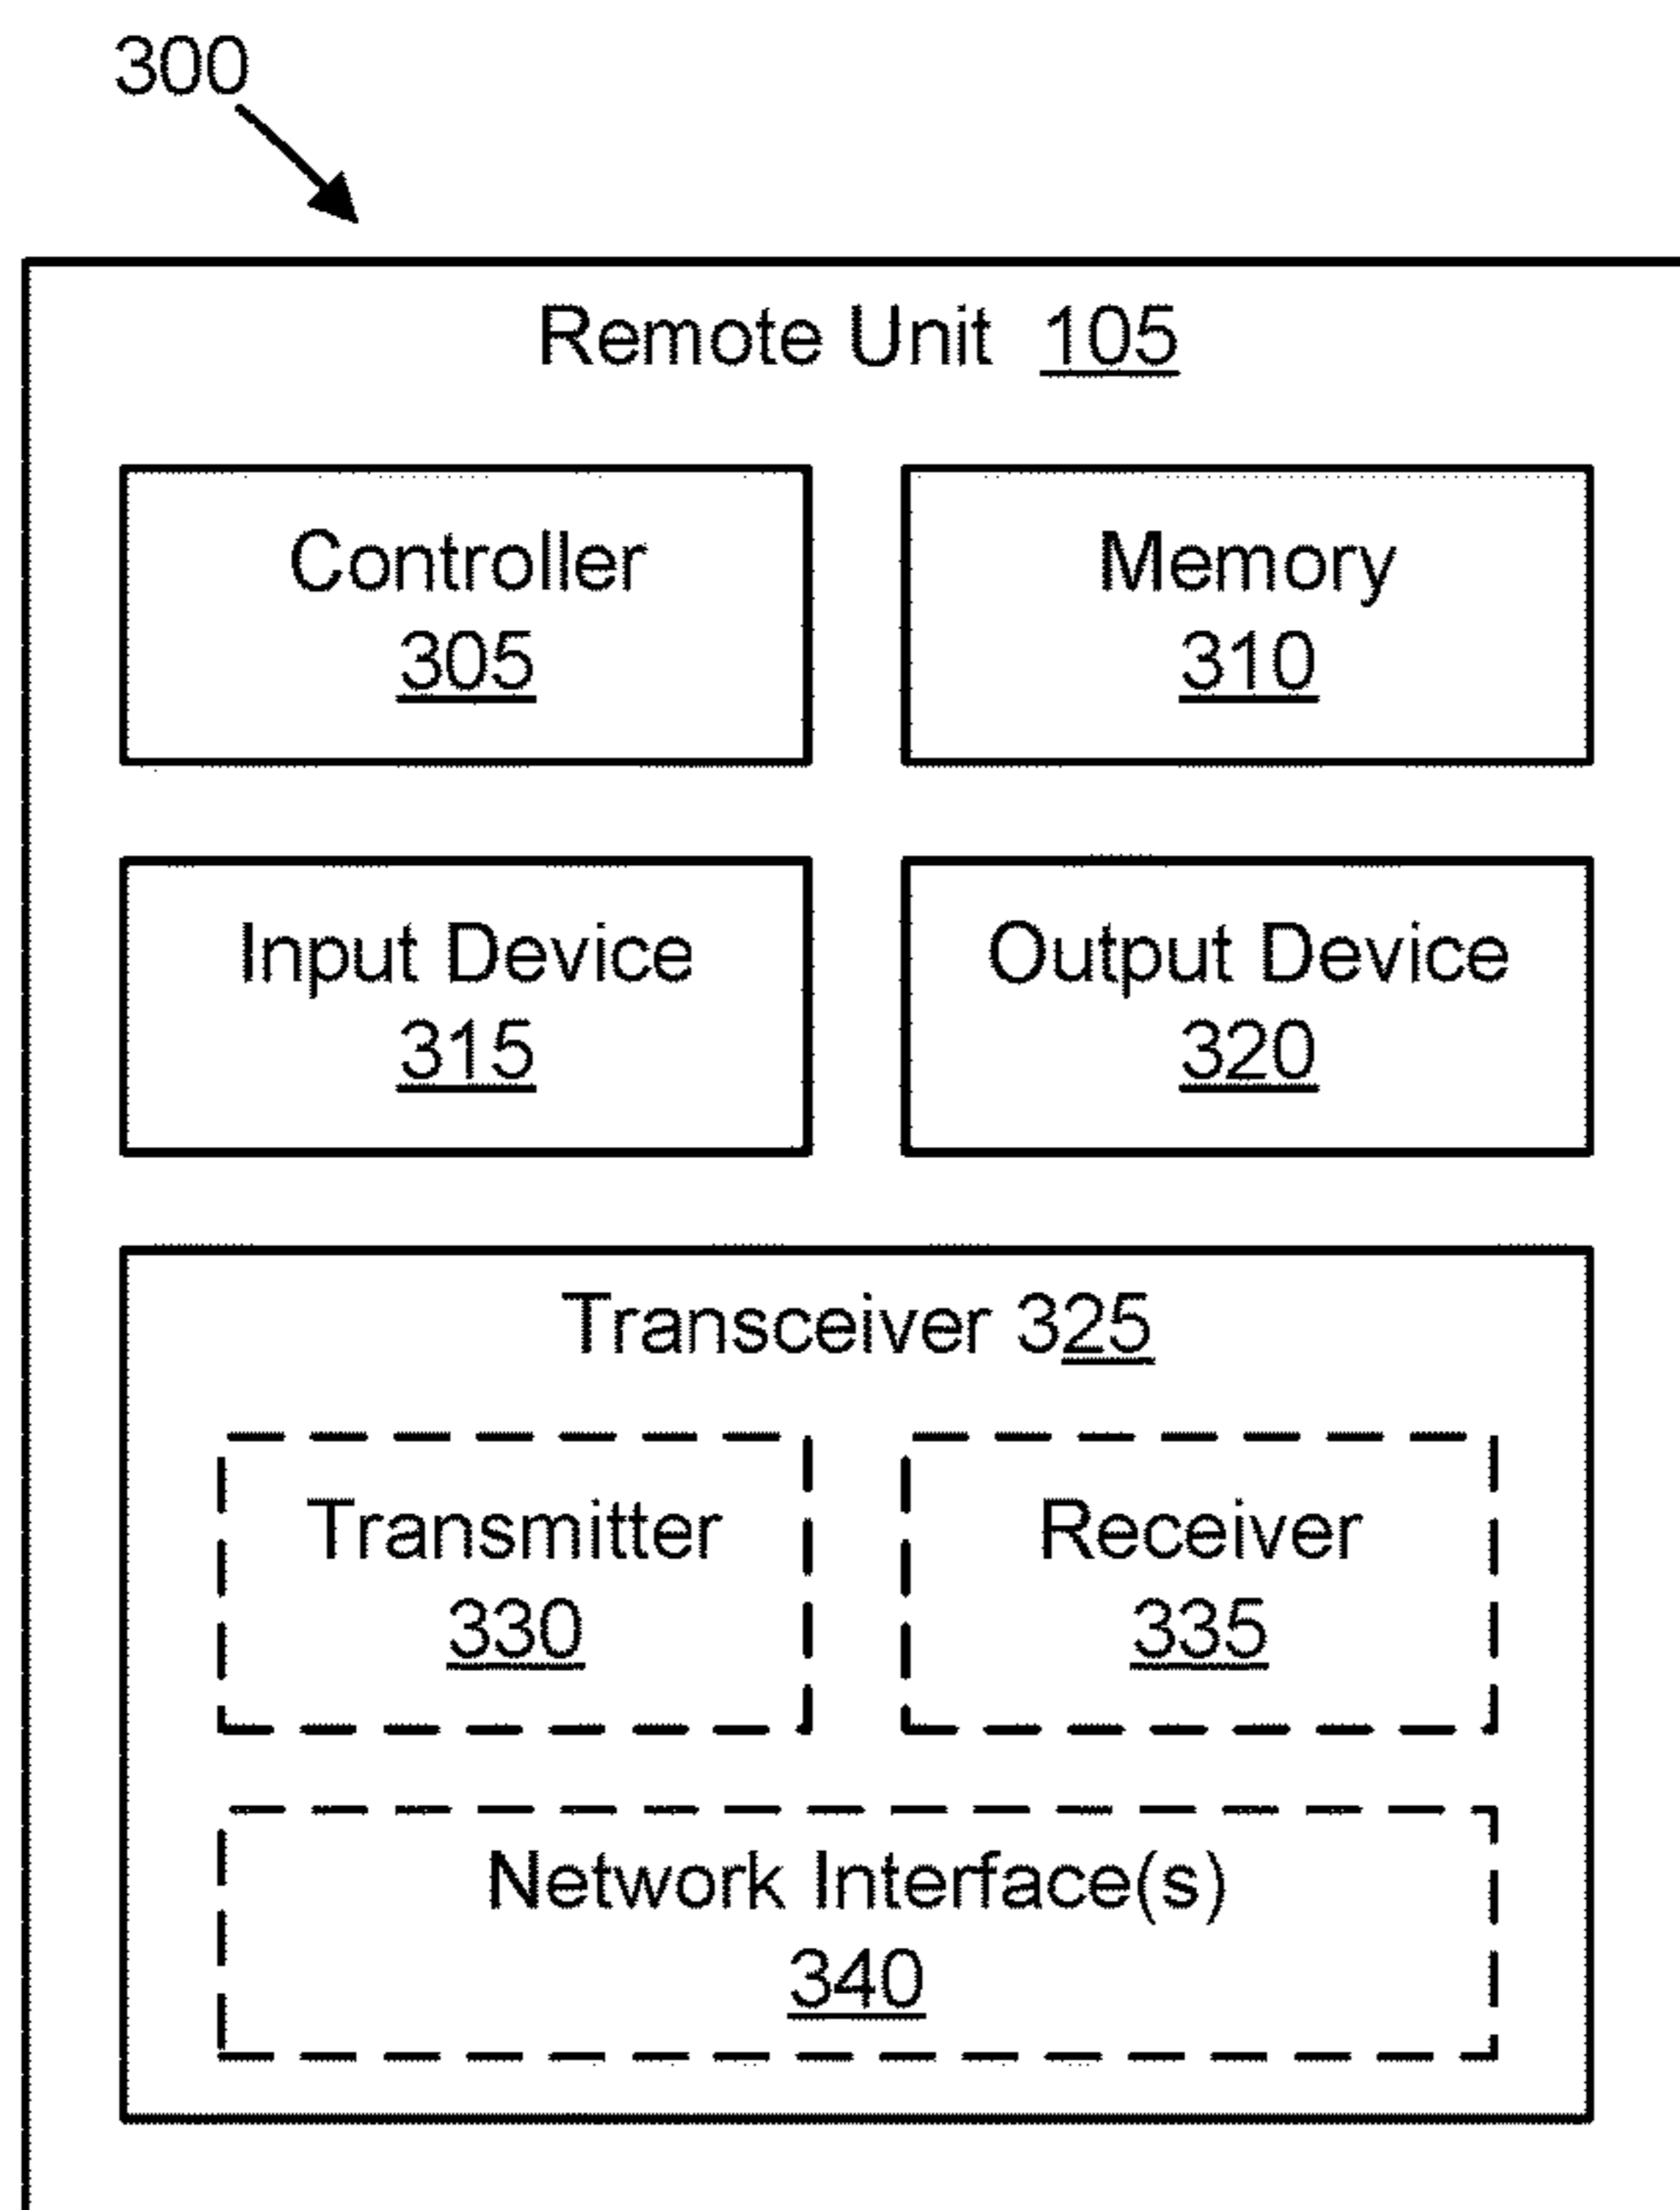 300
Remote Unit 105
Controller
305
Memory
310
Input Device
315
Output Device
320
Transceiver 325
Transmitter
330
Receiver
335
Network Interface(s)
340